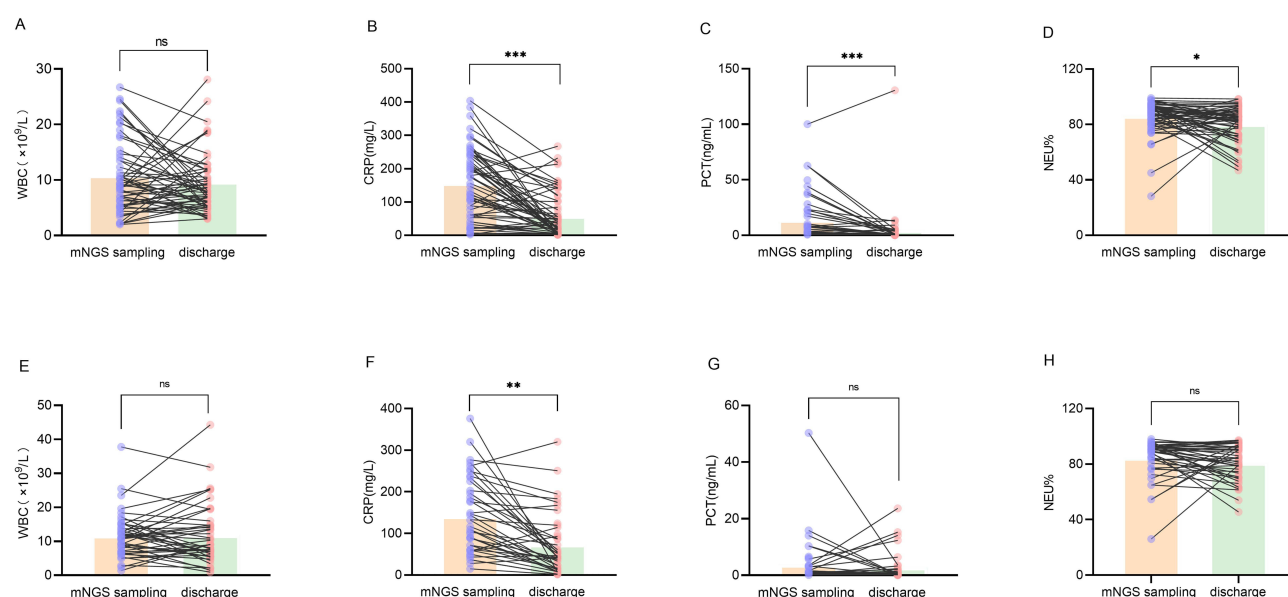 A
ns
WBC（×10⁹/L）
30
20
10
0
mNGS sampling
discharge
B
***
CRP(mg/L)
500
400
300
200
100
0
mNGS sampling
discharge
C
***
PCT(ng/mL)
150
100
50
0
mNGS sampling
discharge
D
*
NEU%
120
80
40
0
mNGS sampling
discharge
E
ns
WBC（×10⁹/L）
50
40
30
20
10
0
mNGS sampling
discharge
F
**
CRP(mg/L)
400
300
200
100
0
mNGS sampling
discharge
G
ns
PCT(ng/mL)
60
40
20
0
mNGS sampling
discharge
H
ns
NEU%
120
80
40
0
mNGS sampling
discharge